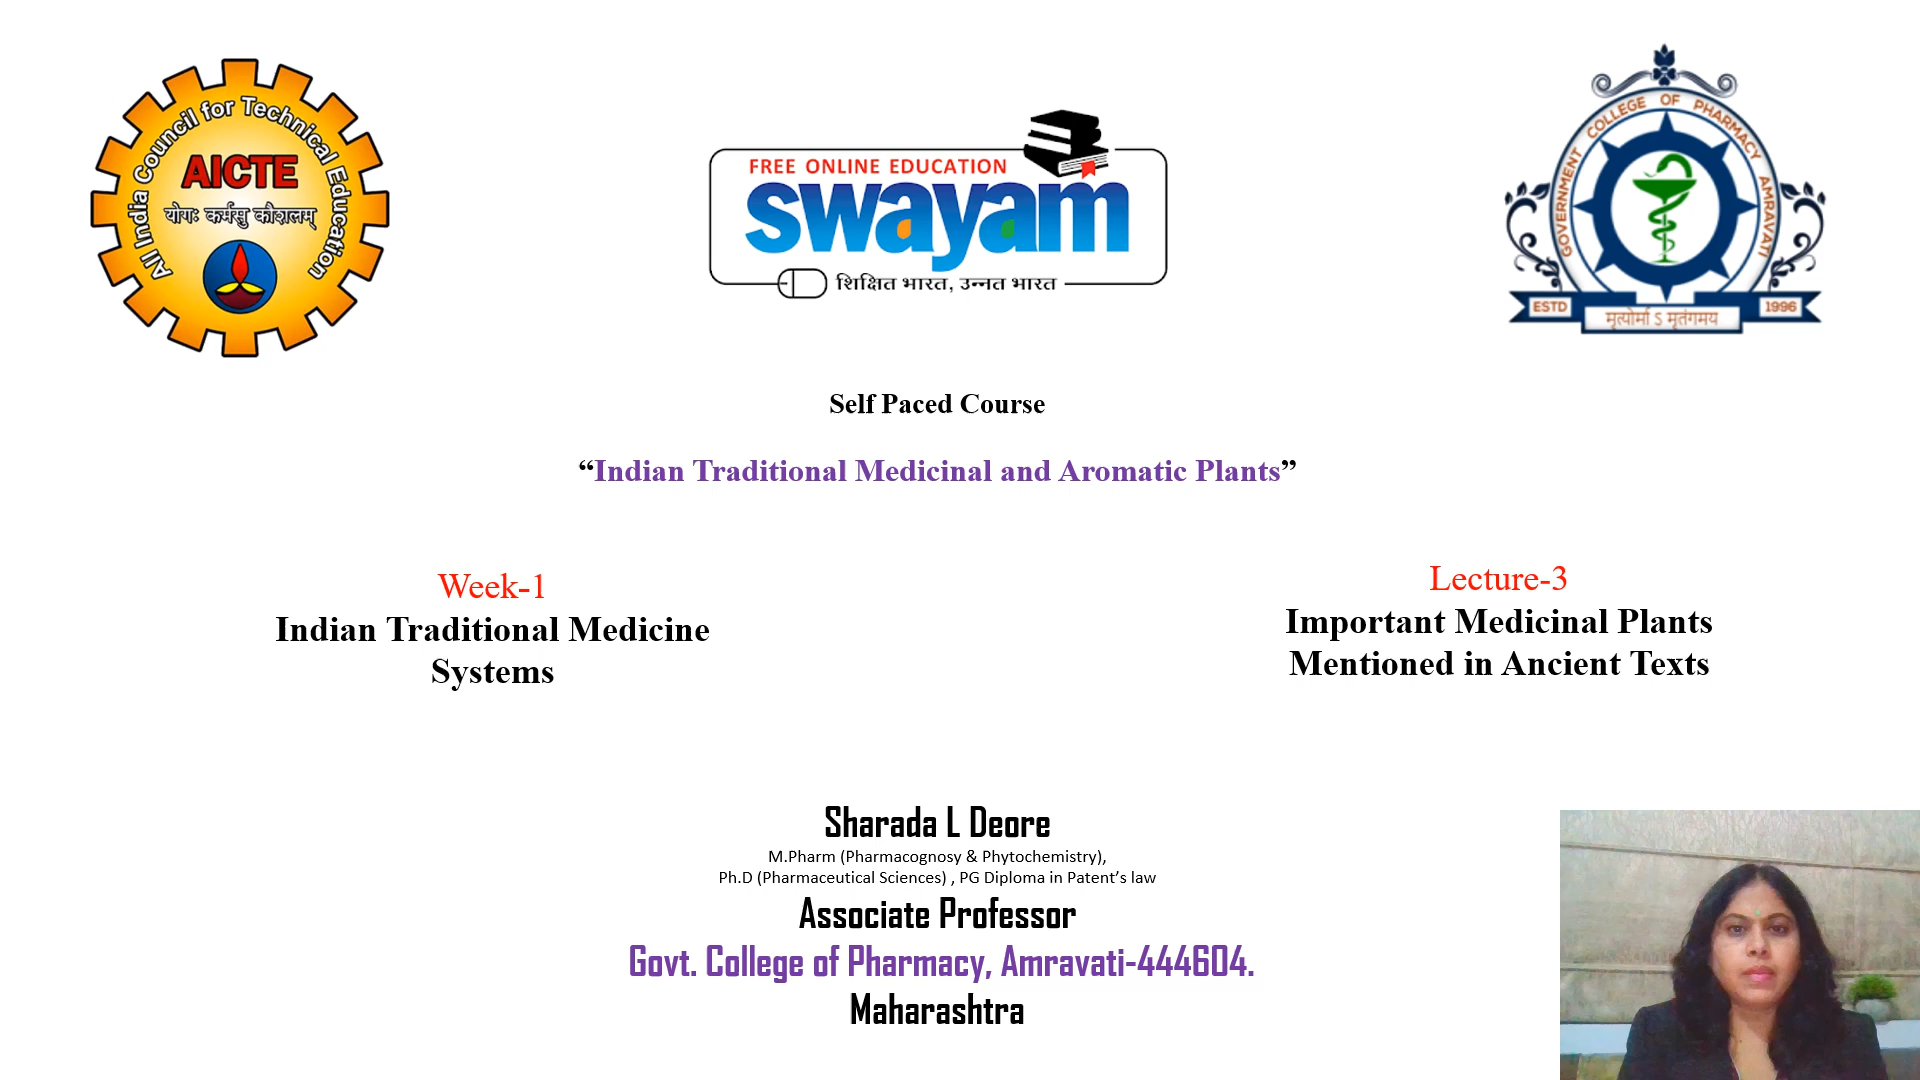 All India Council for Technical Education
AICTE
योगः कर्मसु कौशलम्
FREE ONLINE EDUCATION
swayam
शिक्षित भारत, उन्नत भारत
GOVERNMENT COLLEGE OF PHARMACY AMRAVATI
ESTD
1996
मृत्योर्मा ऽ मृतंगमय
Self Paced Course
“Indian Traditional Medicinal and Aromatic Plants”
Week-1
Indian Traditional Medicine
Systems
Lecture-3
Important Medicinal Plants
Mentioned in Ancient Texts
Sharada L Deore
M.Pharm (Pharmacognosy & Phytochemistry),
Ph.D (Pharmaceutical Sciences) , PG Diploma in Patent’s law
Associate Professor
Govt. College of Pharmacy, Amravati-444604.
Maharashtra